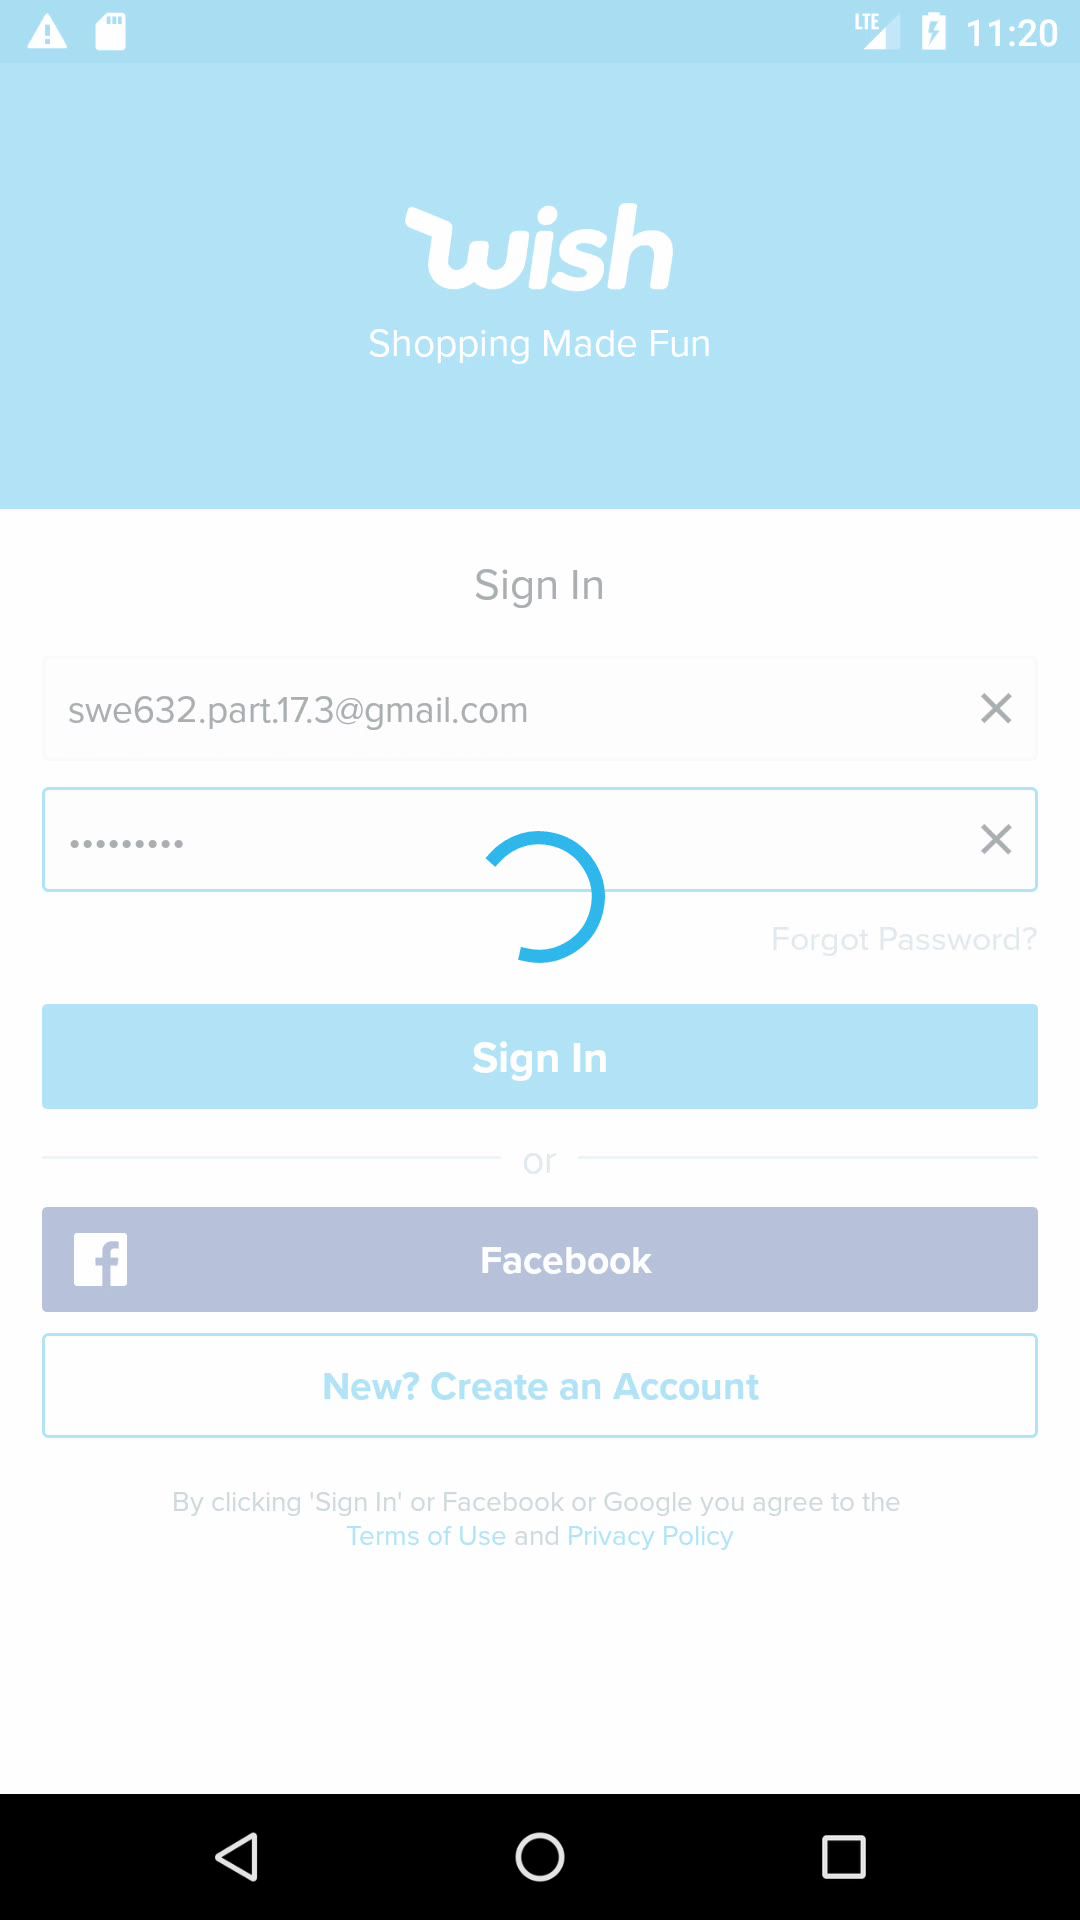 LTE 11:20
wish
Shopping Made Fun
Sign In
swe632.part.17.3@gmail.com
•••••••••
Forgot Password?
Sign In
or
Facebook
New? Create an Account
By clicking 'Sign In' or Facebook or Google you agree to the
Terms of Use and Privacy Policy